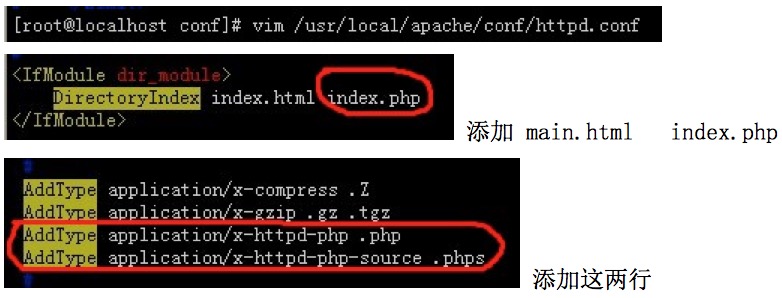 [root@localhost conf]# vim /usr/local/apache/conf/httpd.conf
<IfModule dir_module>
DirectoryIndex index.html index.php
</IfModule>
添加 main.html index.php
#
AddType application/x-compress .Z
AddType application/x-gzip .gz .tgz
AddType application/x-httpd-php .php
AddType application/x-httpd-php-source .phps
#
添加这两行